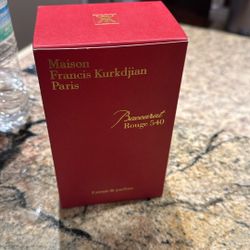 Maison
Francis Kurkdjian
Paris
Baccarat
Rouge 540
Extrait de parfum